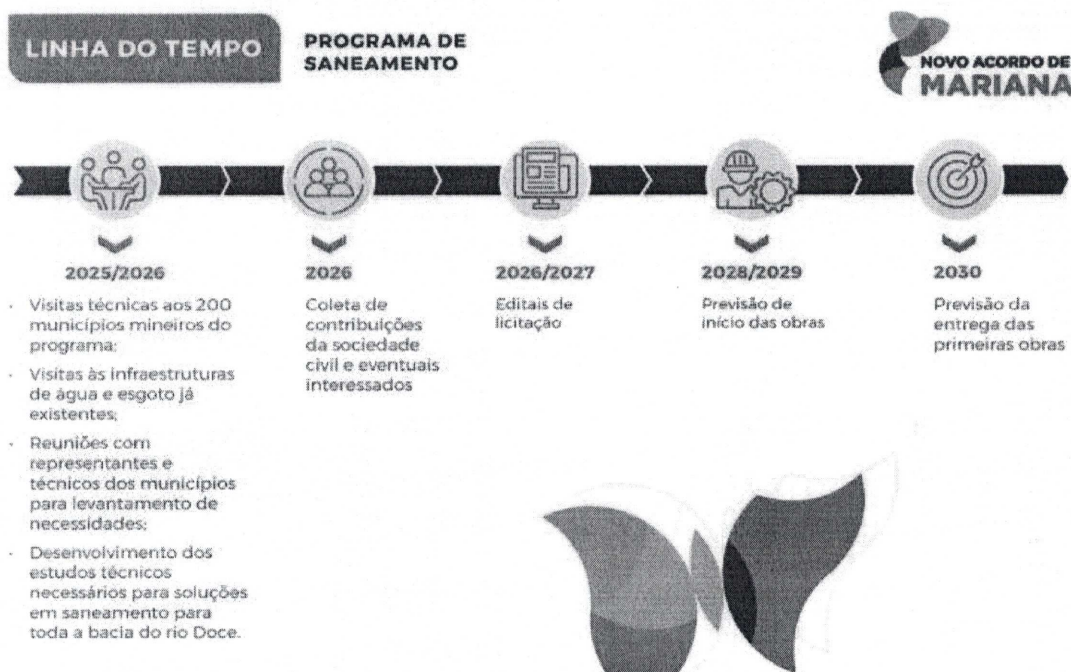 LINHA DO TEMPO
PROGRAMA DE
SANEAMENTO
NOVO ACORDO DE
MARIANA
2025/2026
· Visitas técnicas aos 200
municípios mineiros do
programa;
· Visitas às infraestruturas
de água e esgoto já
existentes;
· Reuniões com
representantes e
técnicos dos municípios
para levantamento de
necessidades;
· Desenvolvimento dos
estudos técnicos
necessários para soluções
em saneamento para
toda a bacia do rio Doce.
2026
Coleta de
contribuições
da sociedade
civil e eventuais
interessados
2026/2027
Editais de
licitação
2028/2029
Previsão de
início das obras
2030
Previsão da
entrega das
primeiras obras